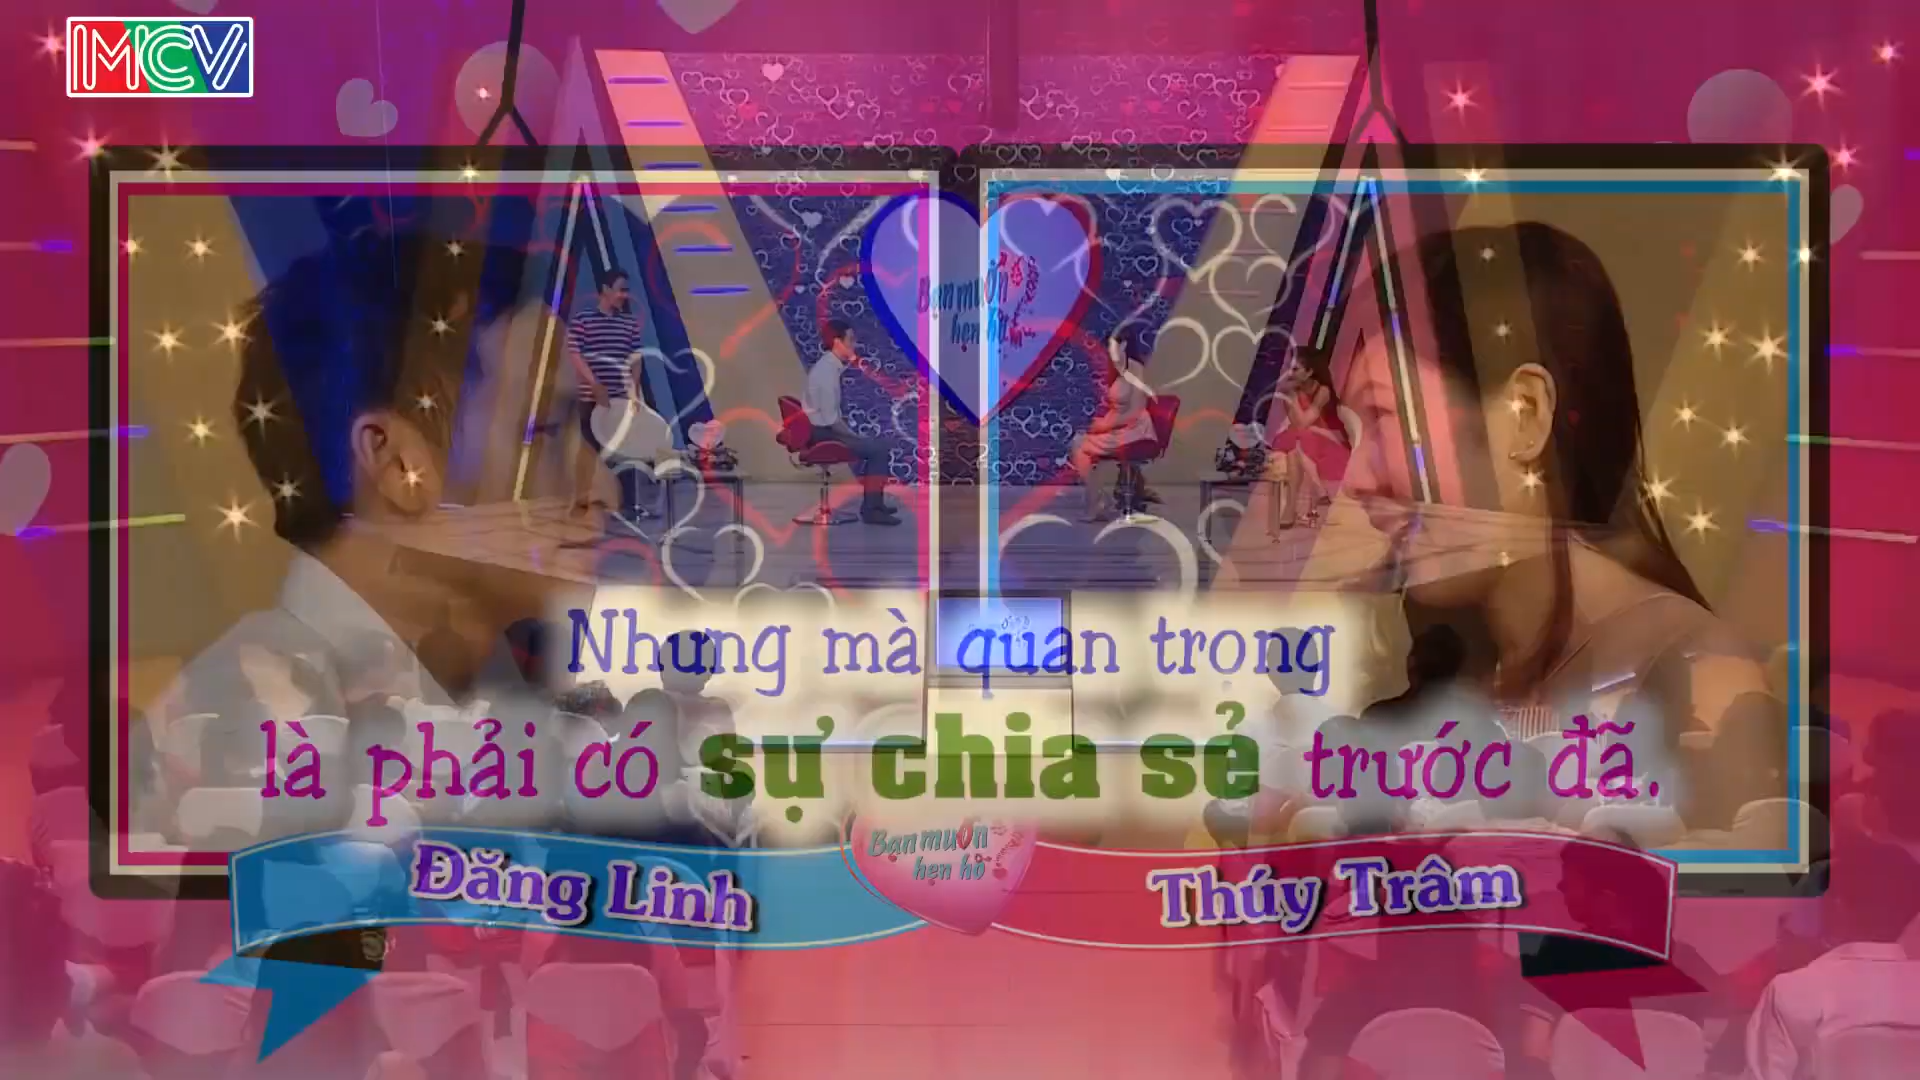 MCV
Bạn muốn
hẹn hò
Nhưng mà quan trọng
là phải có sự chia sẻ trước đã.
Bạn muốn
hẹn hò
Đăng Linh
Thúy Trâm